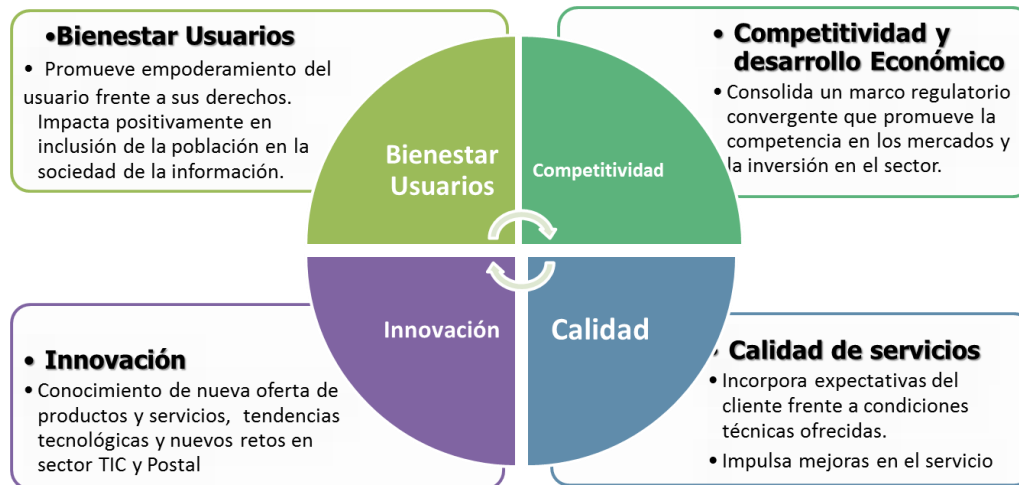 •Bienestar Usuarios
• Promueve empoderamiento del
usuario frente a sus derechos.
Impacta positivamente en
inclusión de la población en la
sociedad de la información.
• Competitividad y
desarrollo Económico
• Consolida un marco regulatorio
convergente que promueve la
competencia en los mercados y
la inversión en el sector.
Bienestar
Usuarios
Competitividad
Innovación
Calidad
• Innovación
• Conocimiento de nueva oferta de
productos y servicios, tendencias
tecnológicas y nuevos retos en
sector TIC y Postal
• Calidad de servicios
• Incorpora expectativas del
cliente frente a condiciones
técnicas ofrecidas.
• Impulsa mejoras en el servicio